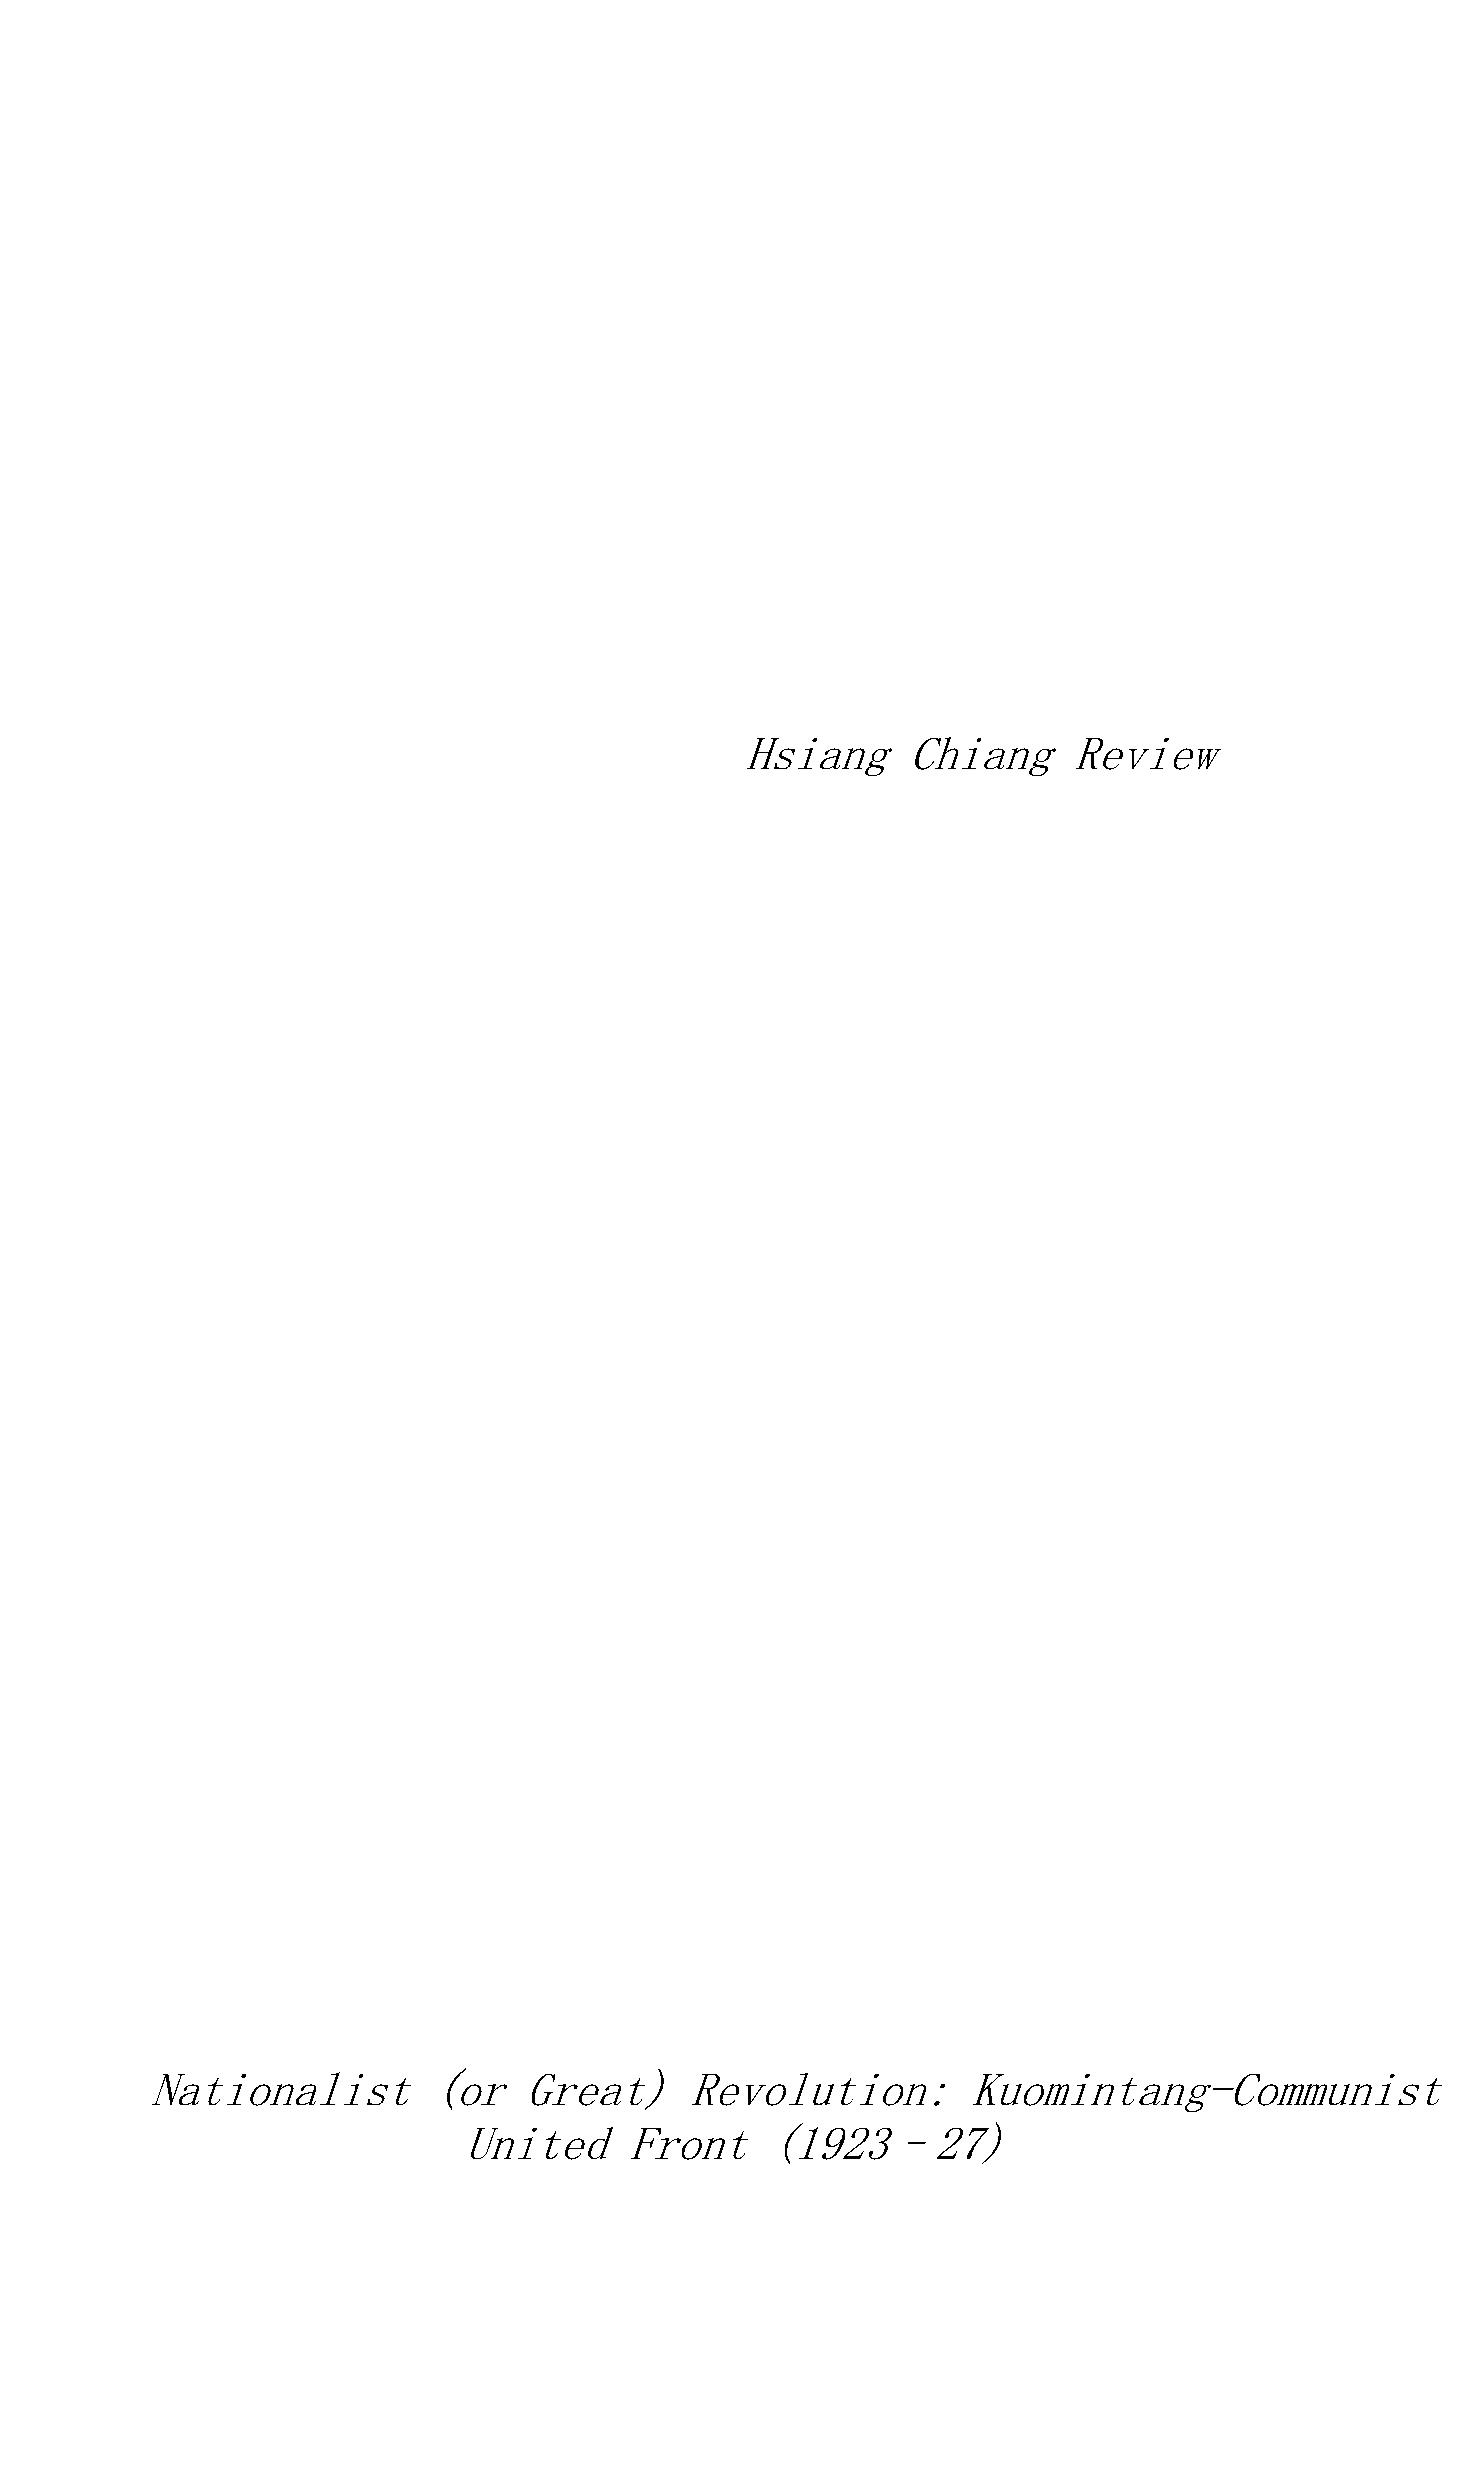 Hsiang Chiang Review
Nationalist (or Great) Revolution: Kuomintang-Communist
United Front (1923–27)